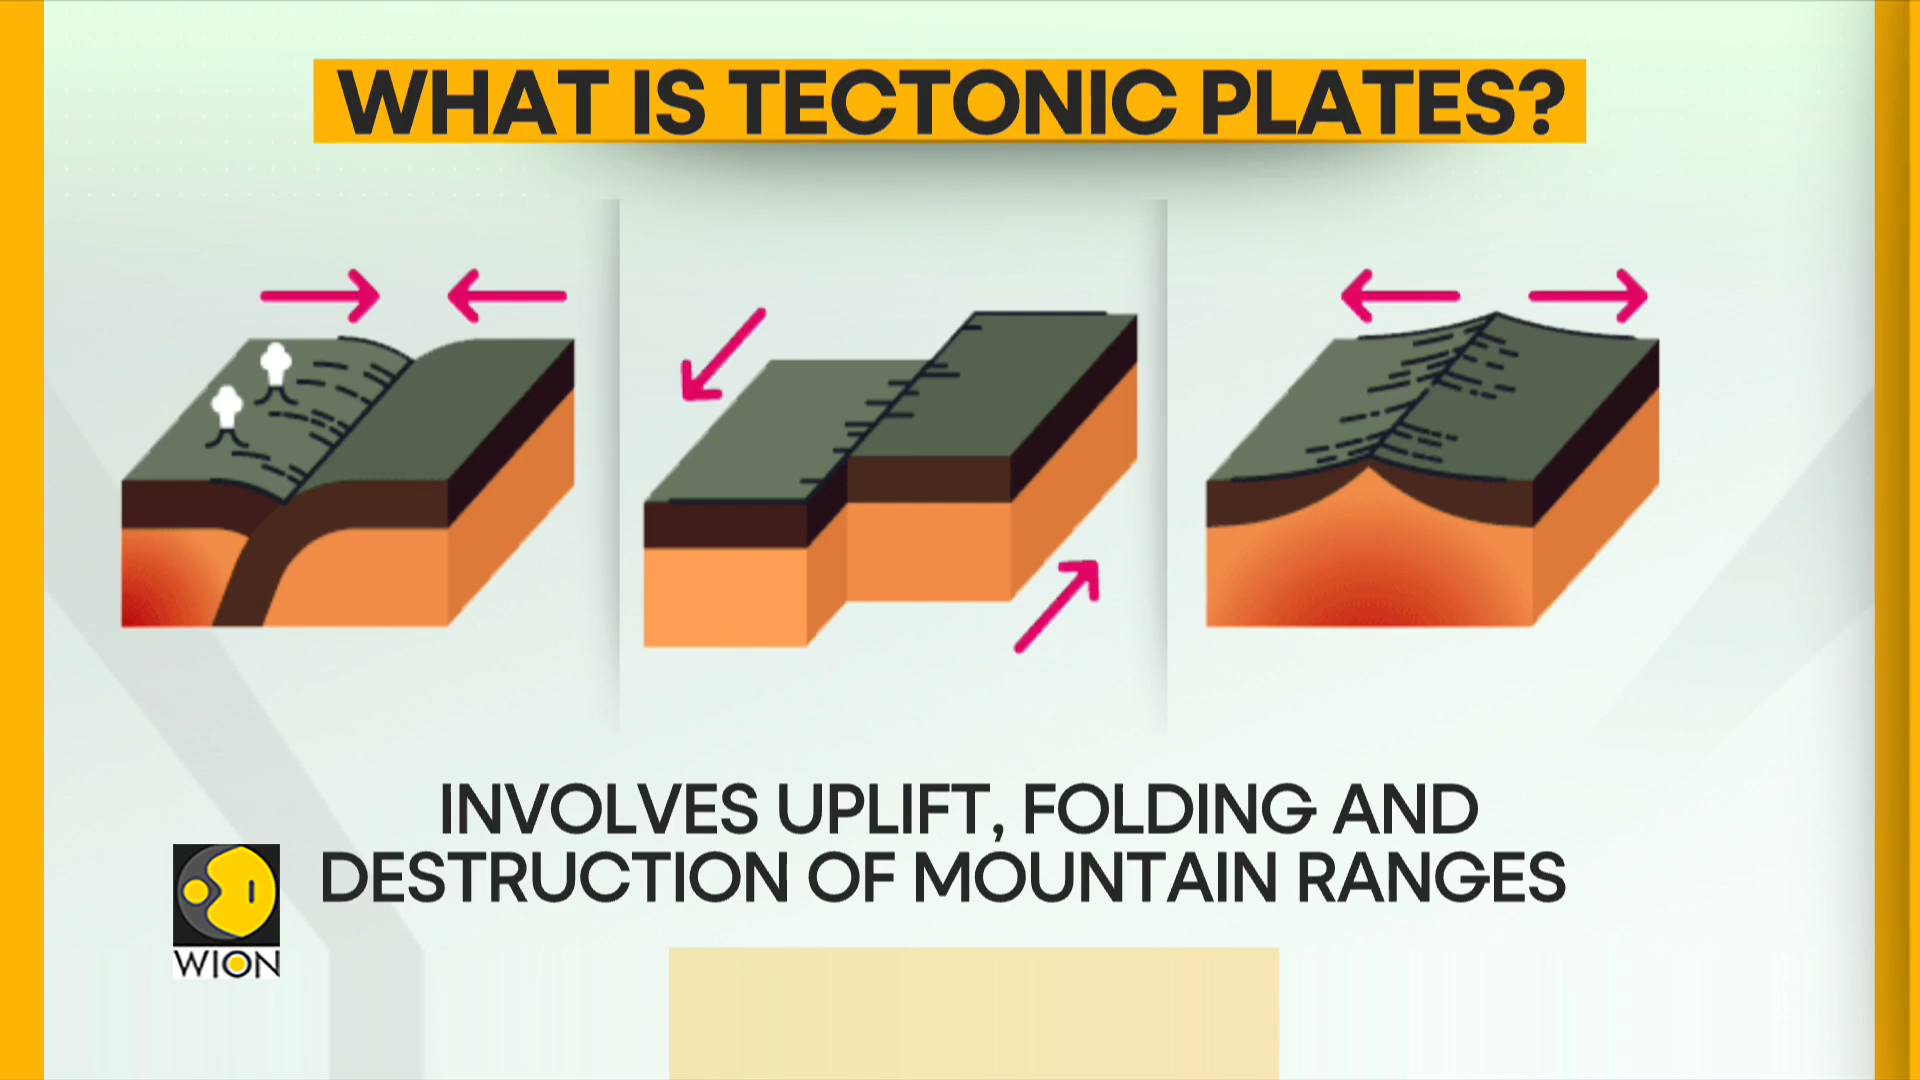 WHAT IS TECTONIC PLATES?
INVOLVES UPLIFT, FOLDING AND
DESTRUCTION OF MOUNTAIN RANGES
WION